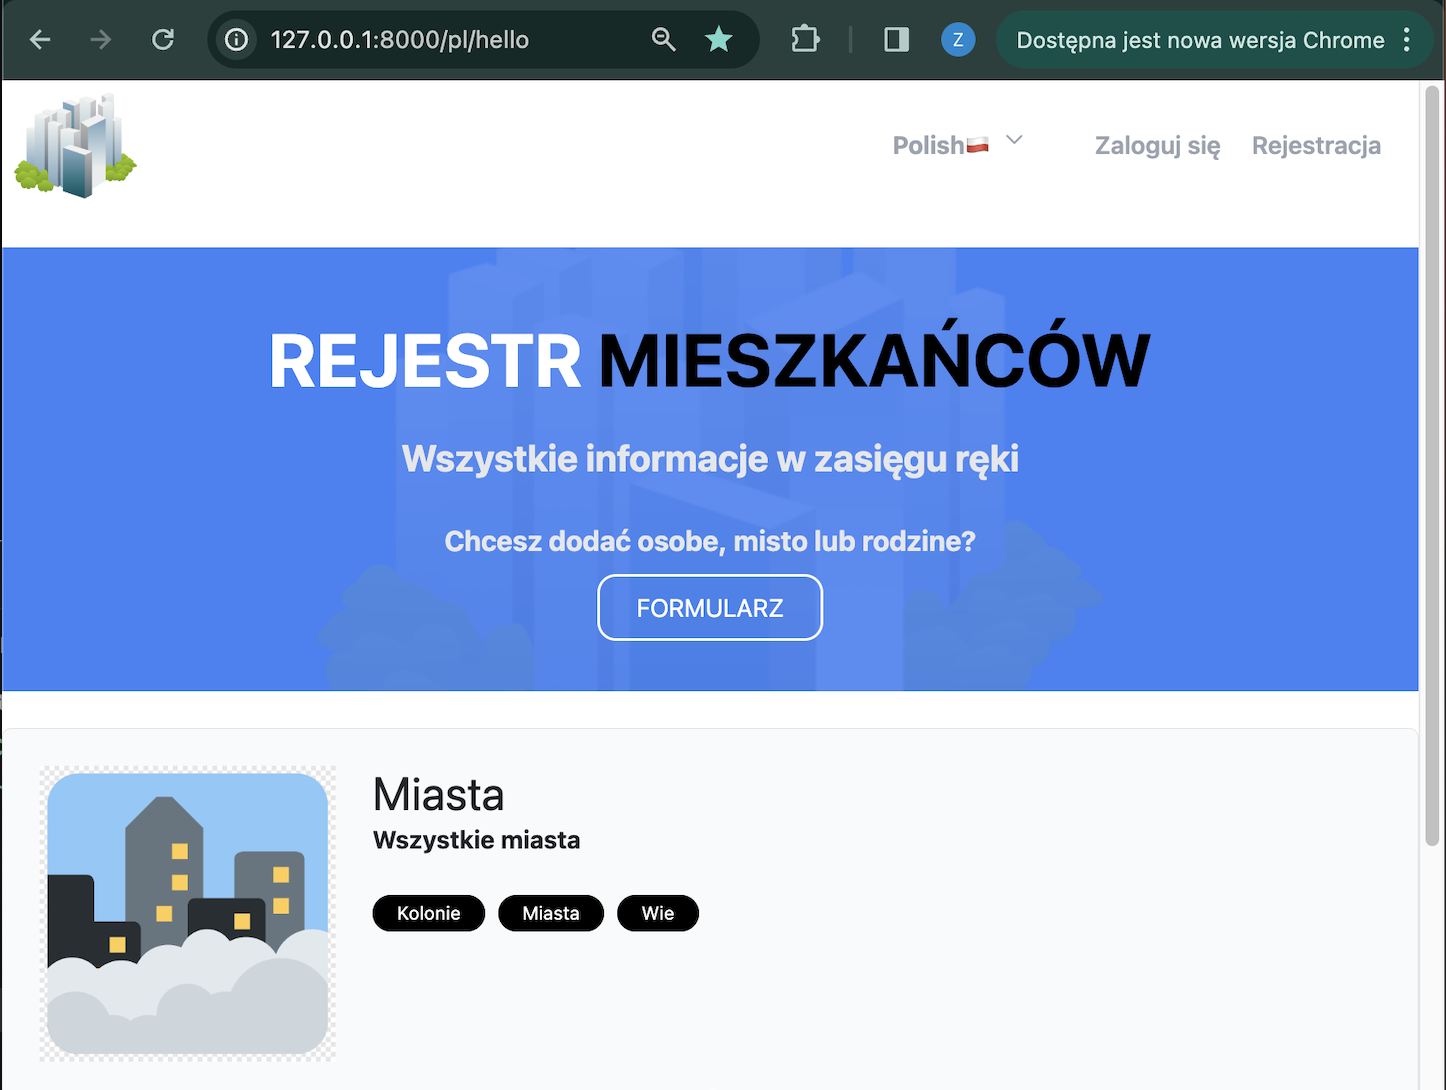 127.0.0.1:8000/pl/hello
Z
Dostępna jest nowa wersja Chrome
Polish
Zaloguj się
Rejestracja
REJESTR MIESZKAŃCÓW
Wszystkie informacje w zasięgu ręki
Chcesz dodać osobe, misto lub rodzine?
FORMULARZ
Miasta
Wszystkie miasta
Kolonie
Miasta
Wie